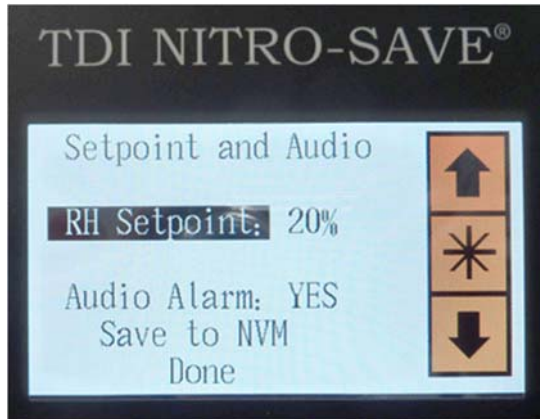 TDI NITRO-SAVE®
Setpoint and Audio
RH Setpoint: 20%
Audio Alarm: YES
Save to NVM
Done